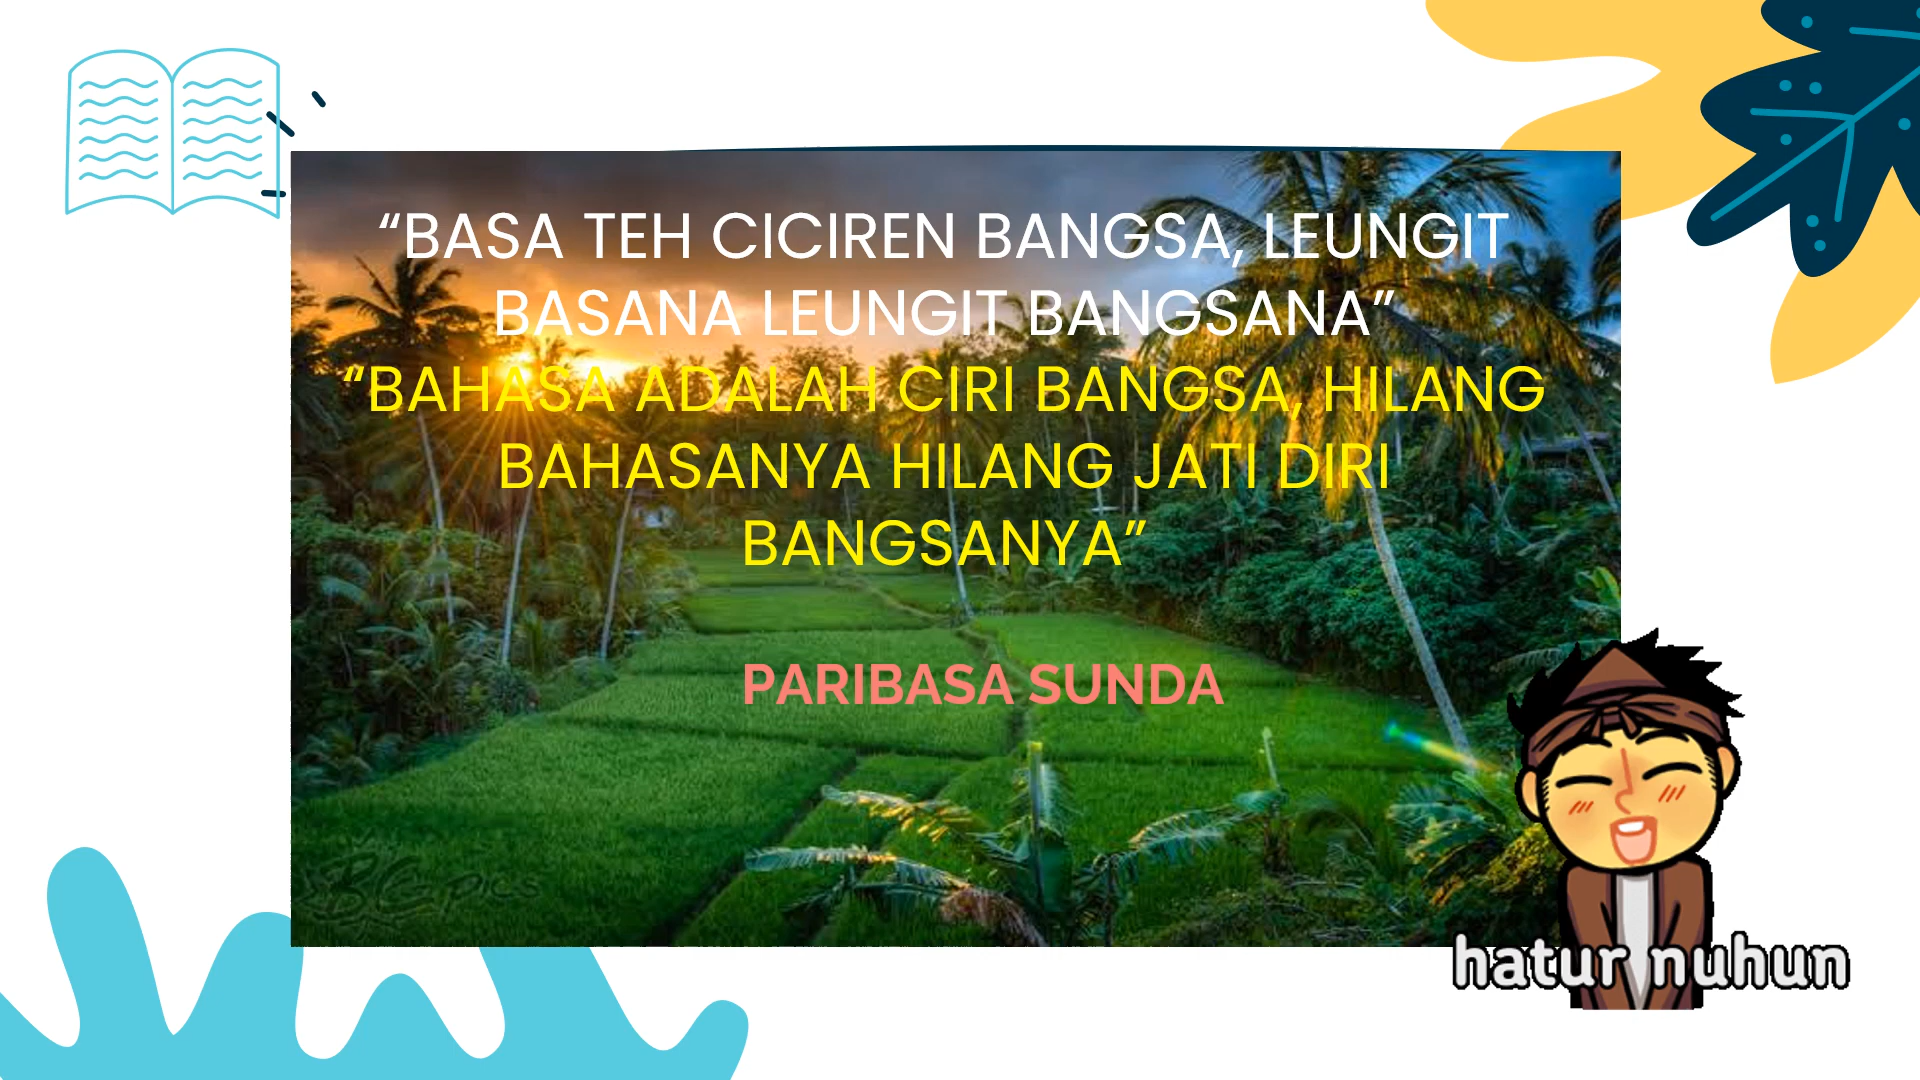 “BASA TEH CICIREN BANGSA, LEUNGIT
BASANA LEUNGIT BANGSANA”
“BAHASA ADALAH CIRI BANGSA, HILANG
BAHASANYA HILANG JATI DIRI
BANGSANYA”
PARIBASA SUNDA
hatur nuhun